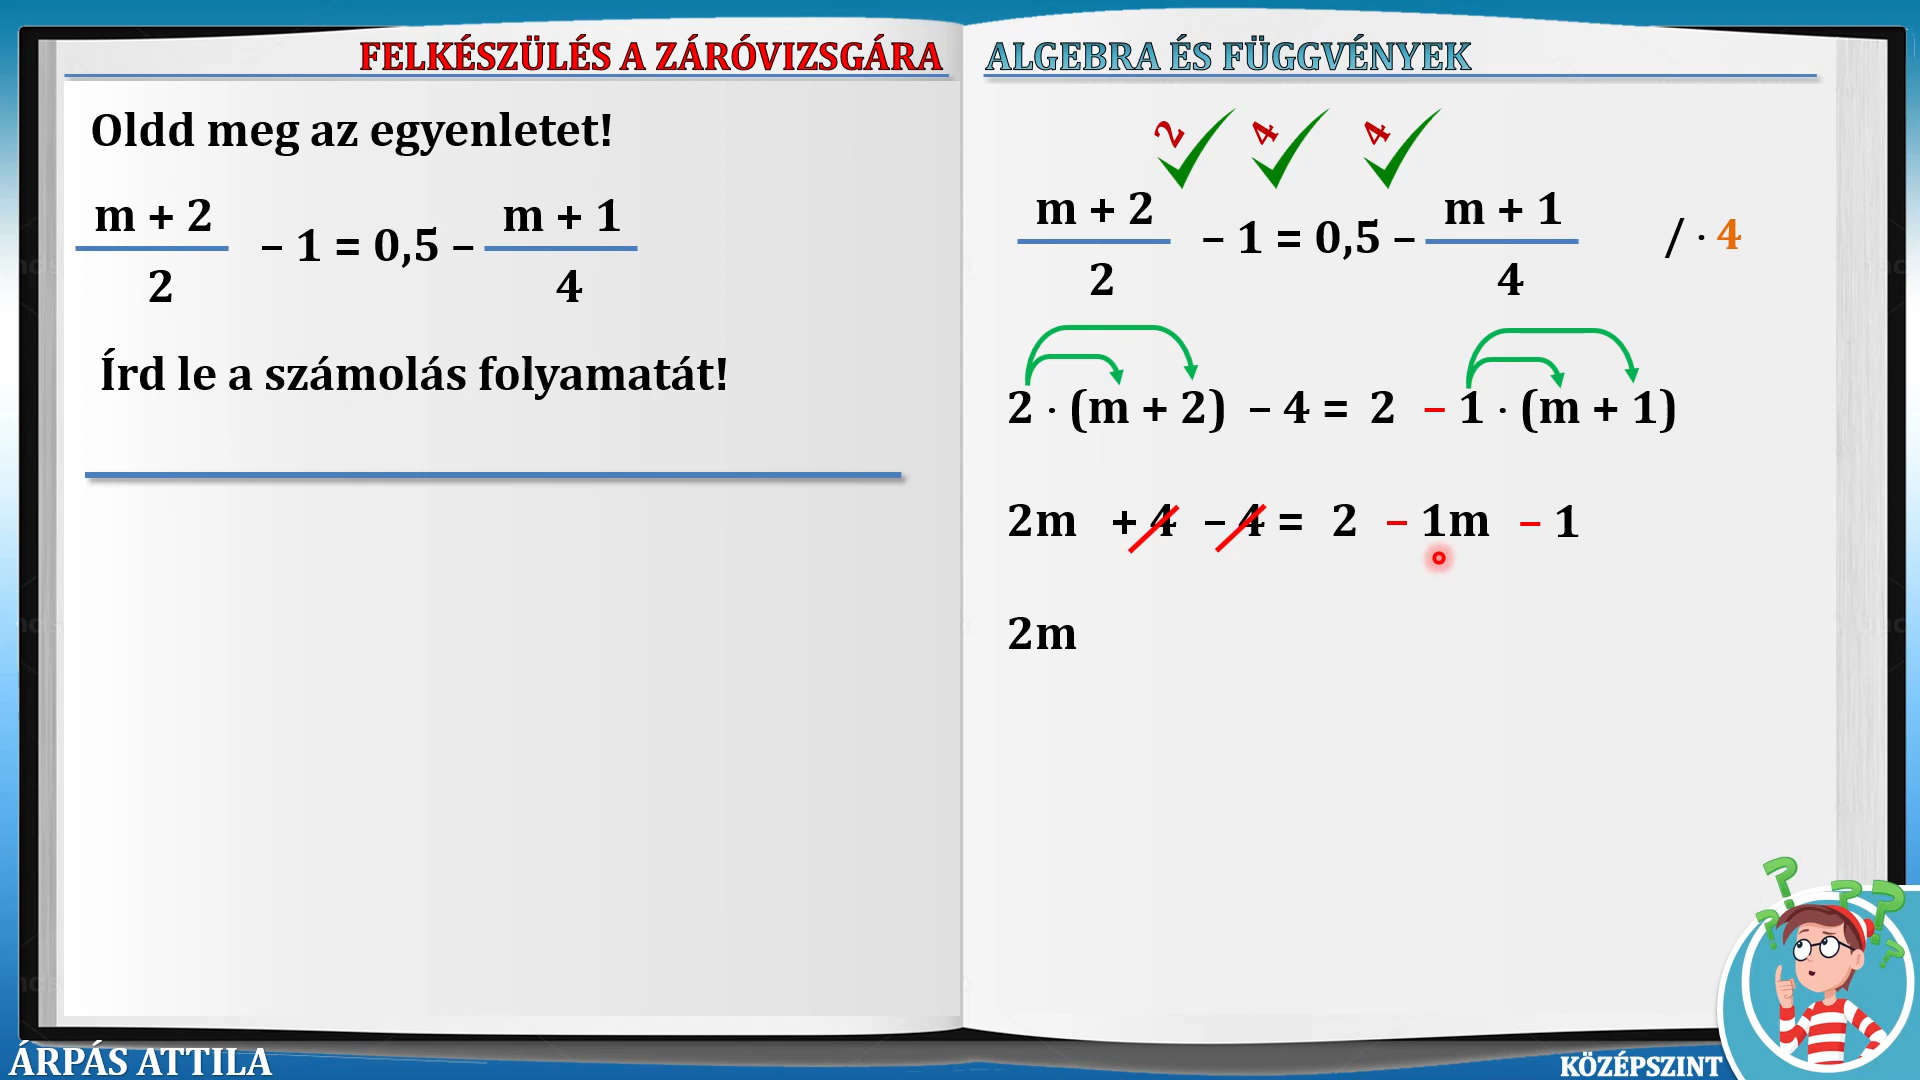 FELKÉSZÜLÉS A ZÁRÓVIZSGÁRA
Oldd meg az egyenletet!
m + 2
– 1 = 0,5 –
m + 1
2
4
Írd le a számolás folyamatát!
ALGEBRA ÉS FÜGGVÉNYEK
2 4 4
m + 2
– 1 = 0,5 –
m + 1
/ · 4
2
4
2 · (m + 2) – 4 = 2 – 1 · (m + 1)
2m + 4 – 4 = 2 – 1m – 1
2m
ÁRPÁS ATTILA
KÖZÉPSZINT